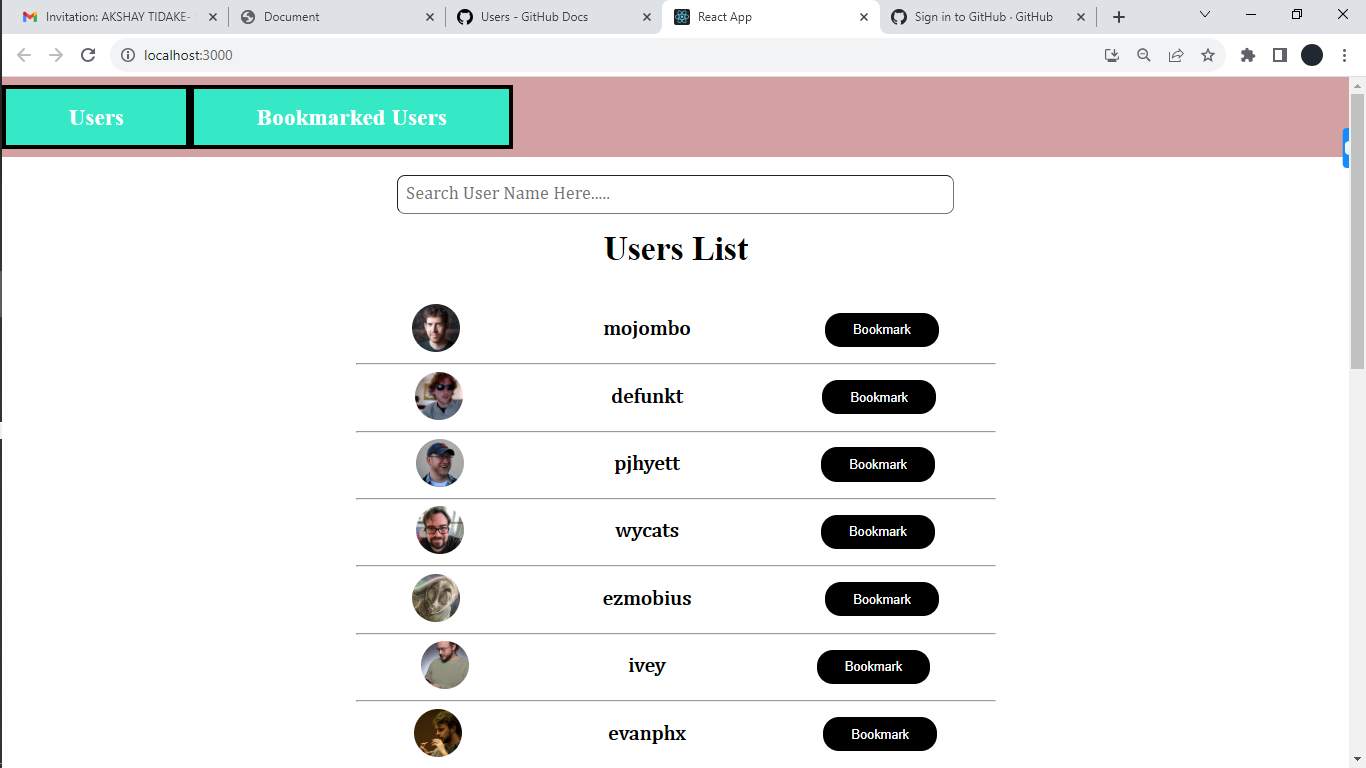 Invitation: AKSHAY TIDAKE-
Document
Users - GitHub Docs
React App
Sign in to GitHub · GitHub
localhost:3000
Users
Bookmarked Users
Search User Name Here.....
Users List
mojombo Bookmark
defunkt Bookmark
pjhyett Bookmark
wycats Bookmark
ezmobius Bookmark
ivey Bookmark
evanphx Bookmark